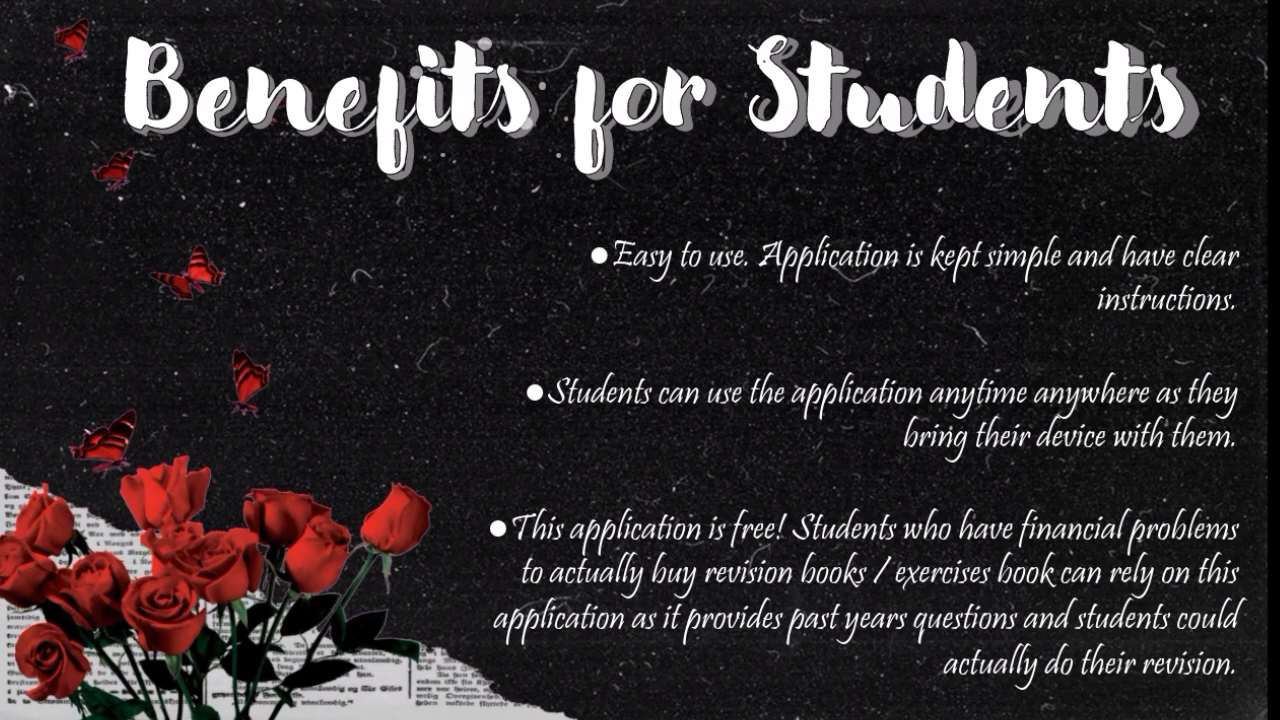 Benefits for Students
●Easy to use. Application is kept simple and have clear
instructions.
●Students can use the application anytime anywhere as they
bring their device with them.
●This application is free! Students who have financial problems
to actually buy revision books / exercises book can rely on this
application as it provides past years questions and students could
actually do their revision.